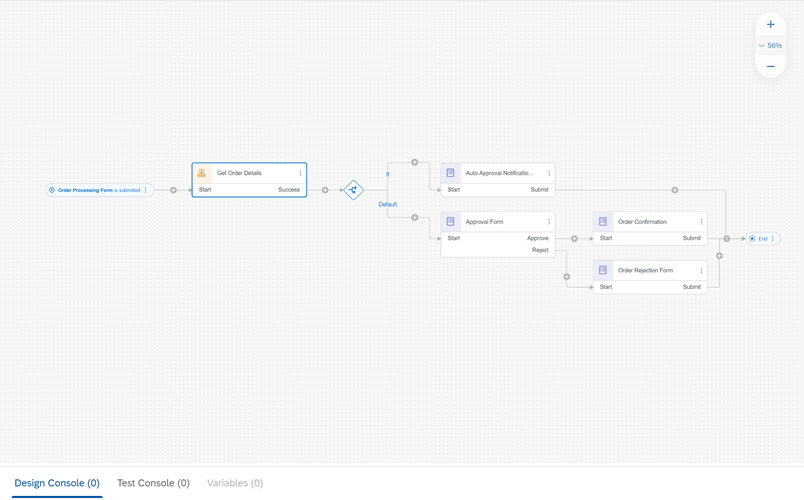 56%
Order Processing Form is submitted
Get Order Details
Start Success
If
Default
Auto Approval Notificatio...
Start Submit
Approval Form
Start Approve
Reject
Order Confirmation
Start Submit
Order Rejection Form
Start Submit
End
Design Console (0) Test Console (0) Variables (0)